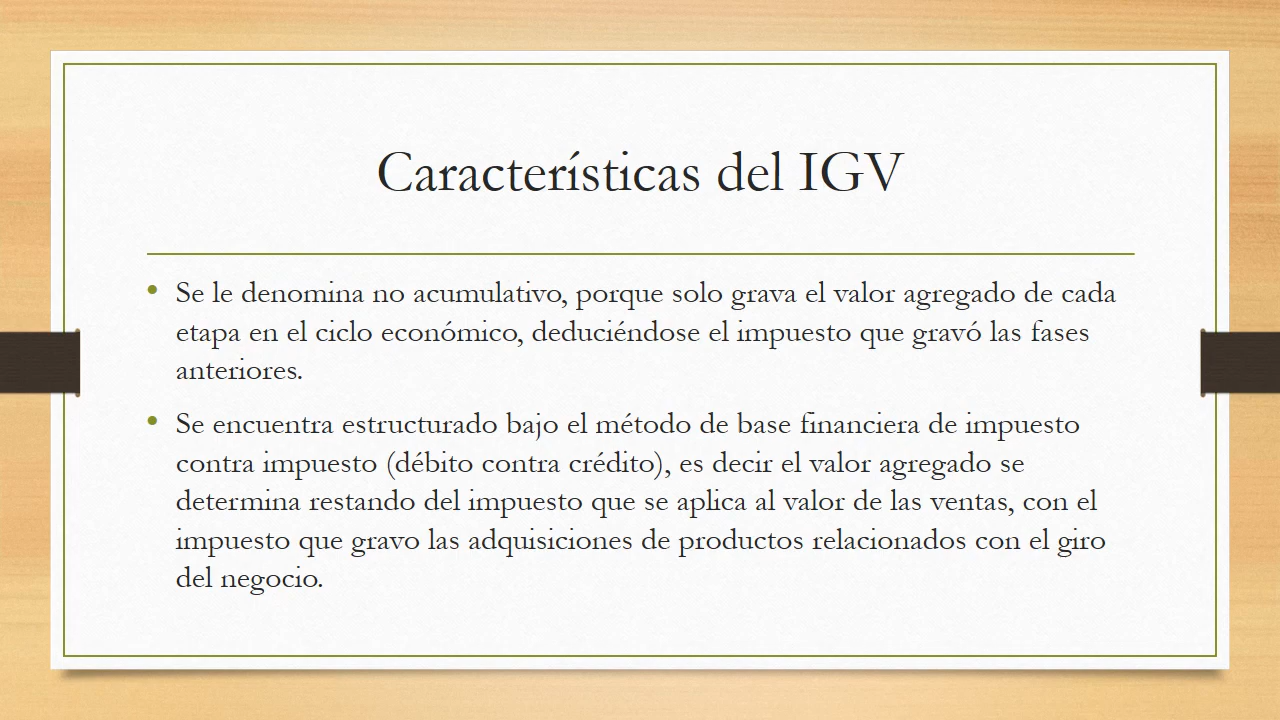 Características del IGV
• Se le denomina no acumulativo, porque solo grava el valor agregado de cada
etapa en el ciclo económico, deduciéndose el impuesto que gravó las fases
anteriores.
• Se encuentra estructurado bajo el método de base financiera de impuesto
contra impuesto (débito contra crédito), es decir el valor agregado se
determina restando del impuesto que se aplica al valor de las ventas, con el
impuesto que gravo las adquisiciones de productos relacionados con el giro
del negocio.